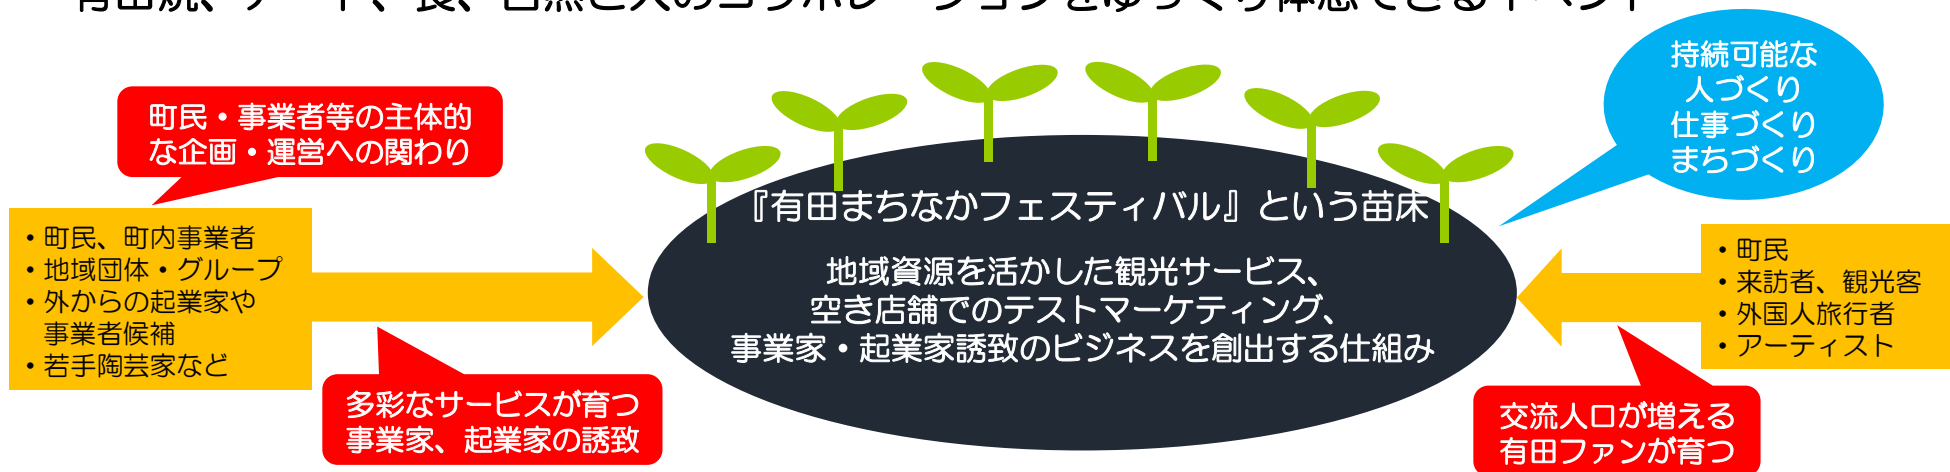 町民・事業者等の主体的
な企画・運営への関わり
・町民、町内事業者
・地域団体・グループ
・外からの起業家や
事業者候補
・若手陶芸家など
多彩なサービスが育つ
事業家、起業家の誘致
『有田まちなかフェスティバル』という苗床
地域資源を活かした観光サービス、
空き店舗でのテストマーケティング、
事業家・起業家誘致のビジネスを創出する仕組み
持続可能な
人づくり
仕事づくり
まちづくり
・町民
・来訪者、観光客
・外国人旅行者
・アーティスト
交流人口が増える
有田ファンが育つ